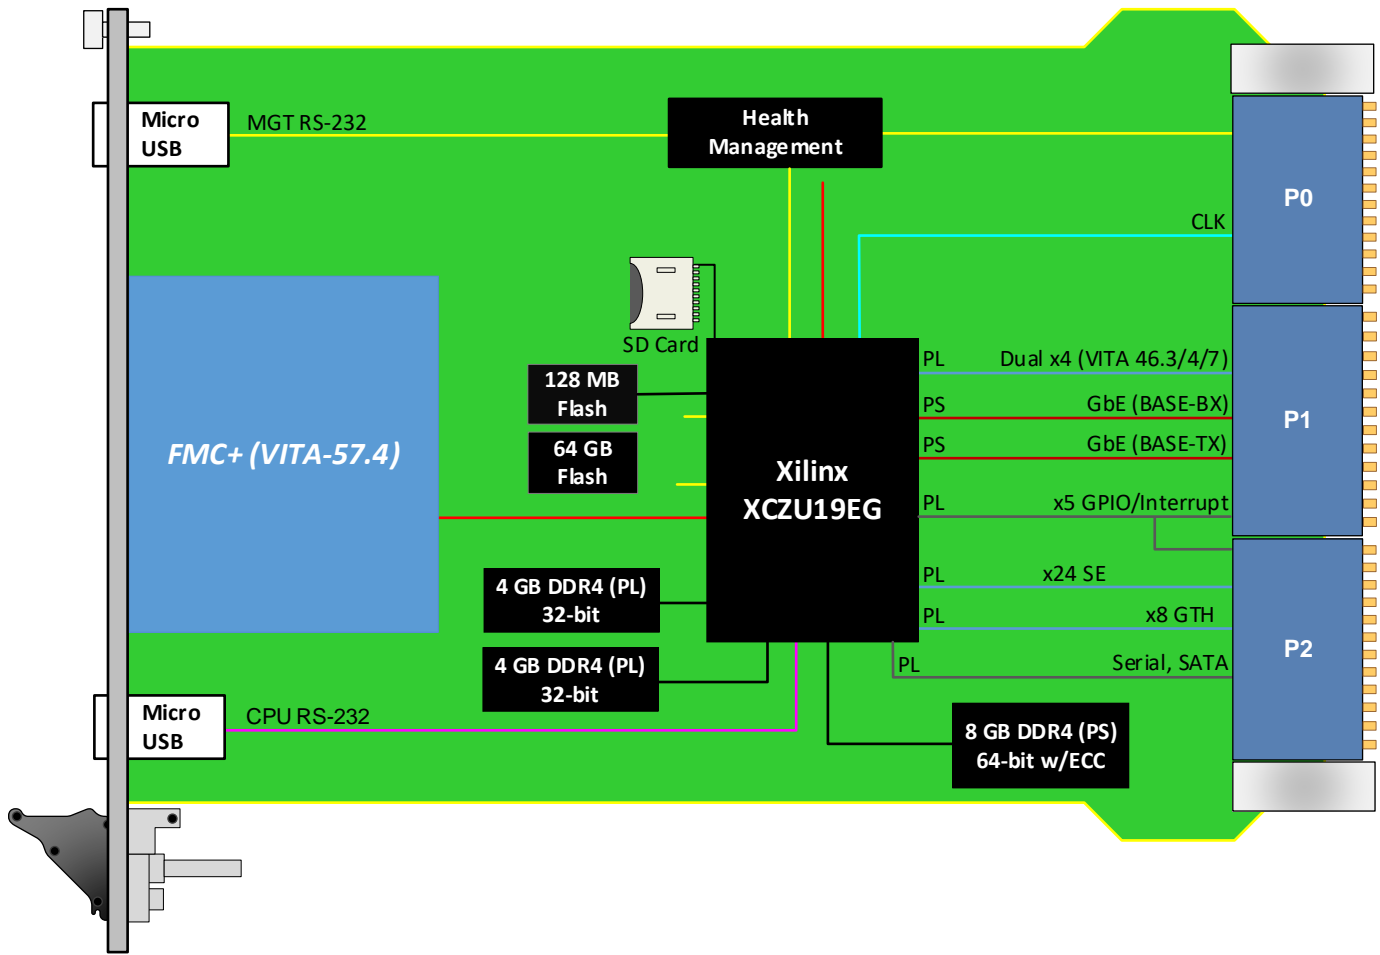 Micro
USB
MGT RS-232
Health
Management
P0
CLK
SD Card
128 MB
Flash
64 GB
Flash
FMC+ (VITA-57.4)
Xilinx
XCZU19EG
PL Dual x4 (VITA 46.3/4/7)
PS GbE (BASE-BX)
PS GbE (BASE-TX)
PL x5 GPIO/Interrupt
P1
PL x24 SE
PL x8 GTH
PL Serial, SATA
P2
4 GB DDR4 (PL)
32-bit
4 GB DDR4 (PL)
32-bit
Micro
USB
CPU RS-232
8 GB DDR4 (PS)
64-bit w/ECC